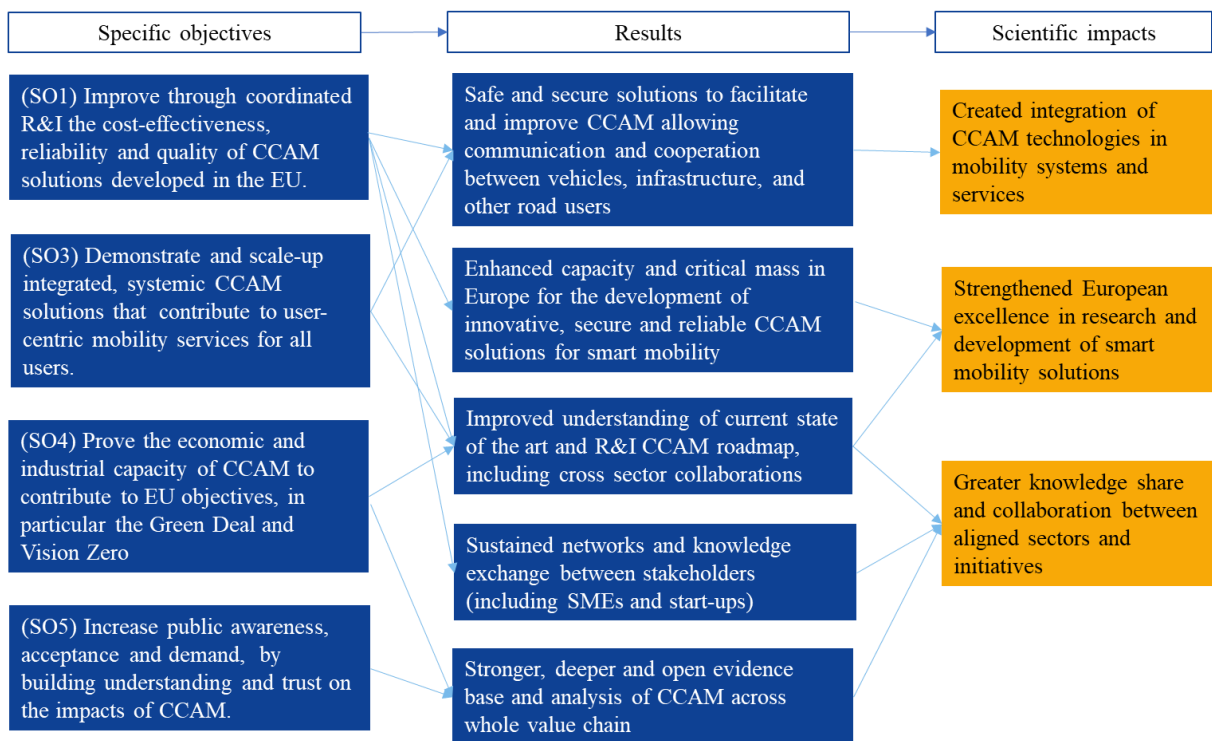 Specific objectives
Results
Scientific impacts
(SO1) Improve through coordinated
R&I the cost-effectiveness,
reliability and quality of CCAM
solutions developed in the EU.
(SO3) Demonstrate and scale-up
integrated, systemic CCAM
solutions that contribute to user-
centric mobility services for all
users.
(SO4) Prove the economic and
industrial capacity of CCAM to
contribute to EU objectives, in
particular the Green Deal and
Vision Zero
(SO5) Increase public awareness,
acceptance and demand, by
building understanding and trust on
the impacts of CCAM.
Safe and secure solutions to facilitate
and improve CCAM allowing
communication and cooperation
between vehicles, infrastructure, and
other road users
Enhanced capacity and critical mass in
Europe for the development of
innovative, secure and reliable CCAM
solutions for smart mobility
Improved understanding of current state
of the art and R&I CCAM roadmap,
including cross sector collaborations
Sustained networks and knowledge
exchange between stakeholders
(including SMEs and start-ups)
Stronger, deeper and open evidence
base and analysis of CCAM across
whole value chain
Created integration of
CCAM technologies in
mobility systems and
services
Strengthened European
excellence in research and
development of smart
mobility solutions
Greater knowledge share
and collaboration between
aligned sectors and
initiatives